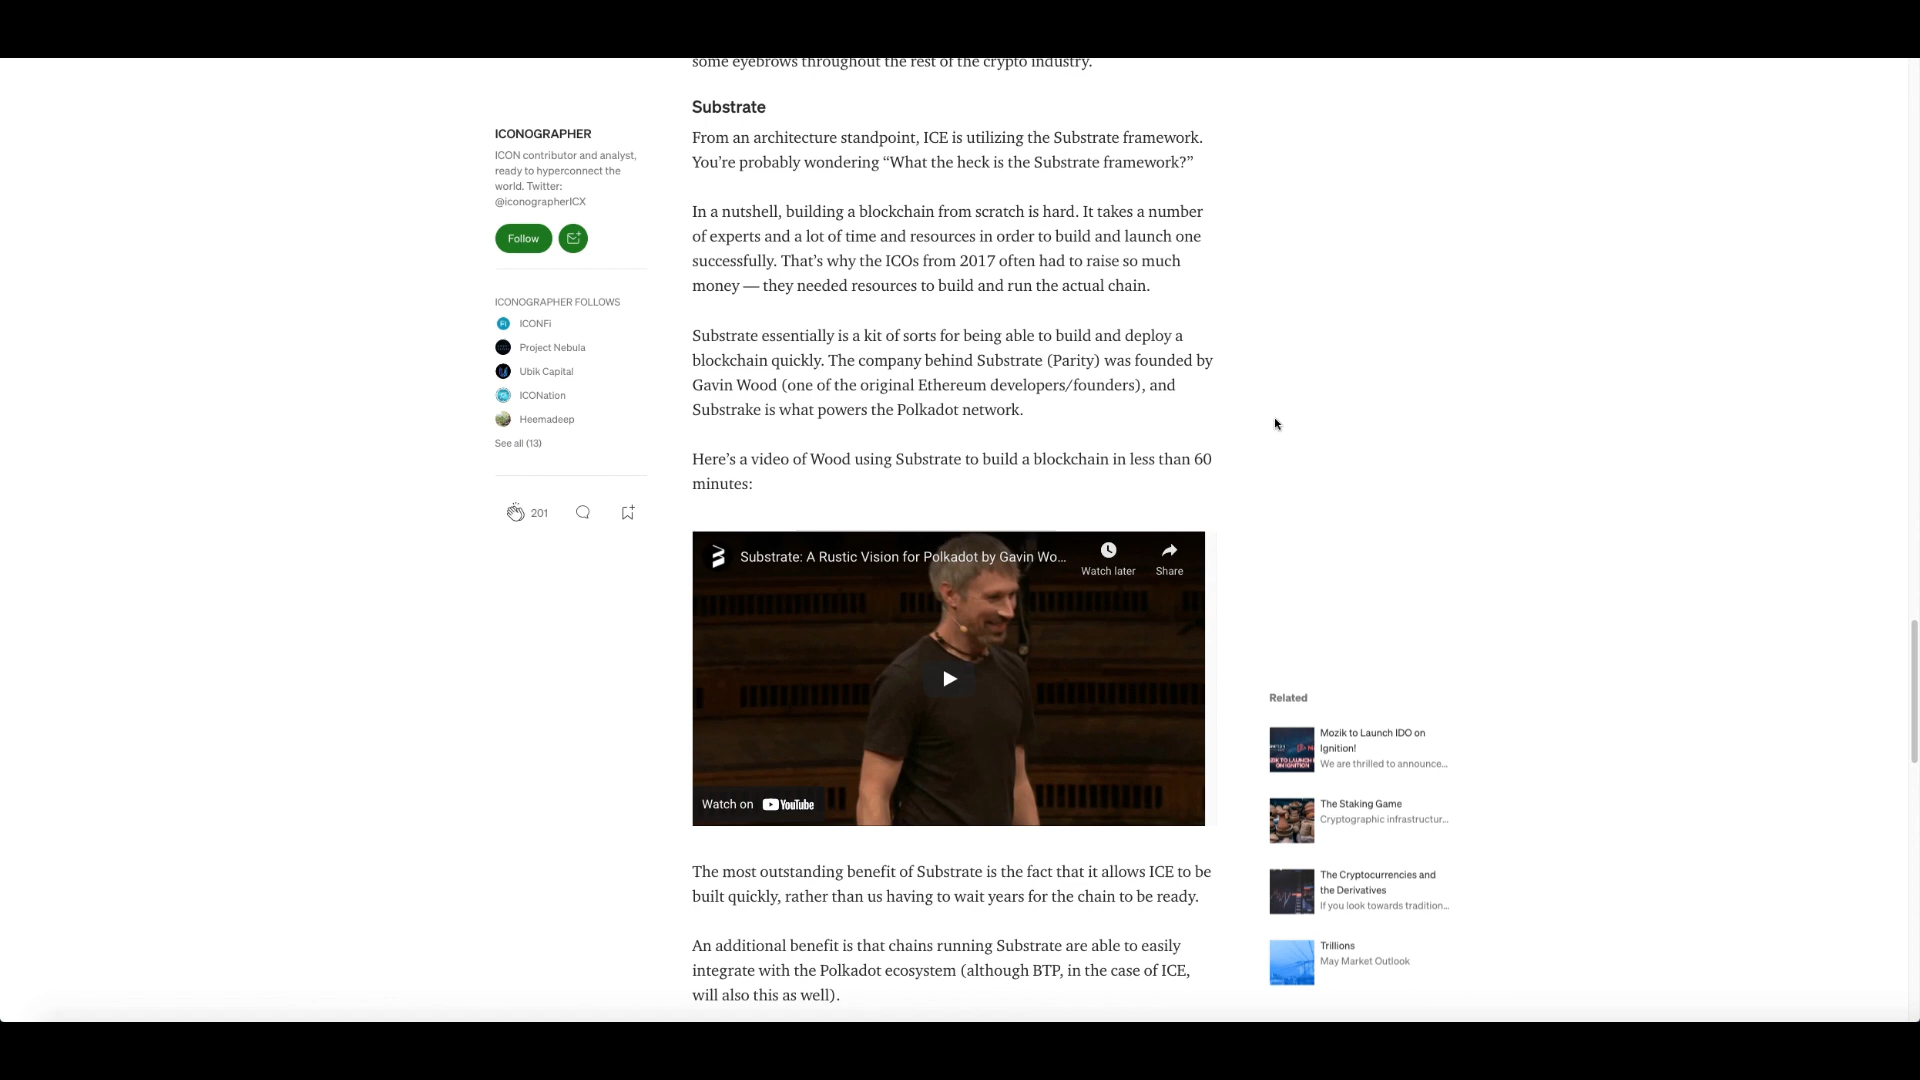 some eyebrows throughout the rest of the crypto industry.
Substrate
From an architecture standpoint, ICE is utilizing the Substrate framework.
You’re probably wondering “What the heck is the Substrate framework?”
In a nutshell, building a blockchain from scratch is hard. It takes a number
of experts and a lot of time and resources in order to build and launch one
successfully. That’s why the ICOs from 2017 often had to raise so much
money — they needed resources to build and run the actual chain.
Substrate essentially is a kit of sorts for being able to build and deploy a
blockchain quickly. The company behind Substrate (Parity) was founded by
Gavin Wood (one of the original Ethereum developers/founders), and
Substrake is what powers the Polkadot network.
Here’s a video of Wood using Substrate to build a blockchain in less than 60
minutes:
Substrate: A Rustic Vision for Polkadot by Gavin Wo...
Watch later
Share
Watch on YouTube
The most outstanding benefit of Substrate is the fact that it allows ICE to be
built quickly, rather than us having to wait years for the chain to be ready.
An additional benefit is that chains running Substrate are able to easily
integrate with the Polkadot ecosystem (although BTP, in the case of ICE,
will also this as well).
ICONOGRAPHER
ICON contributor and analyst,
ready to hyperconnect the
world. Twitter:
@iconographerICX
Follow
ICONOGRAPHER FOLLOWS
ICONFi
Project Nebula
Ubik Capital
ICONation
Heemadeep
See all (13)
201
Related
Mozik to Launch IDO on
Ignition!
We are thrilled to announce...
The Staking Game
Cryptographic infrastructur...
The Cryptocurrencies and
the Derivatives
If you look towards tradition...
Trillions
May Market Outlook